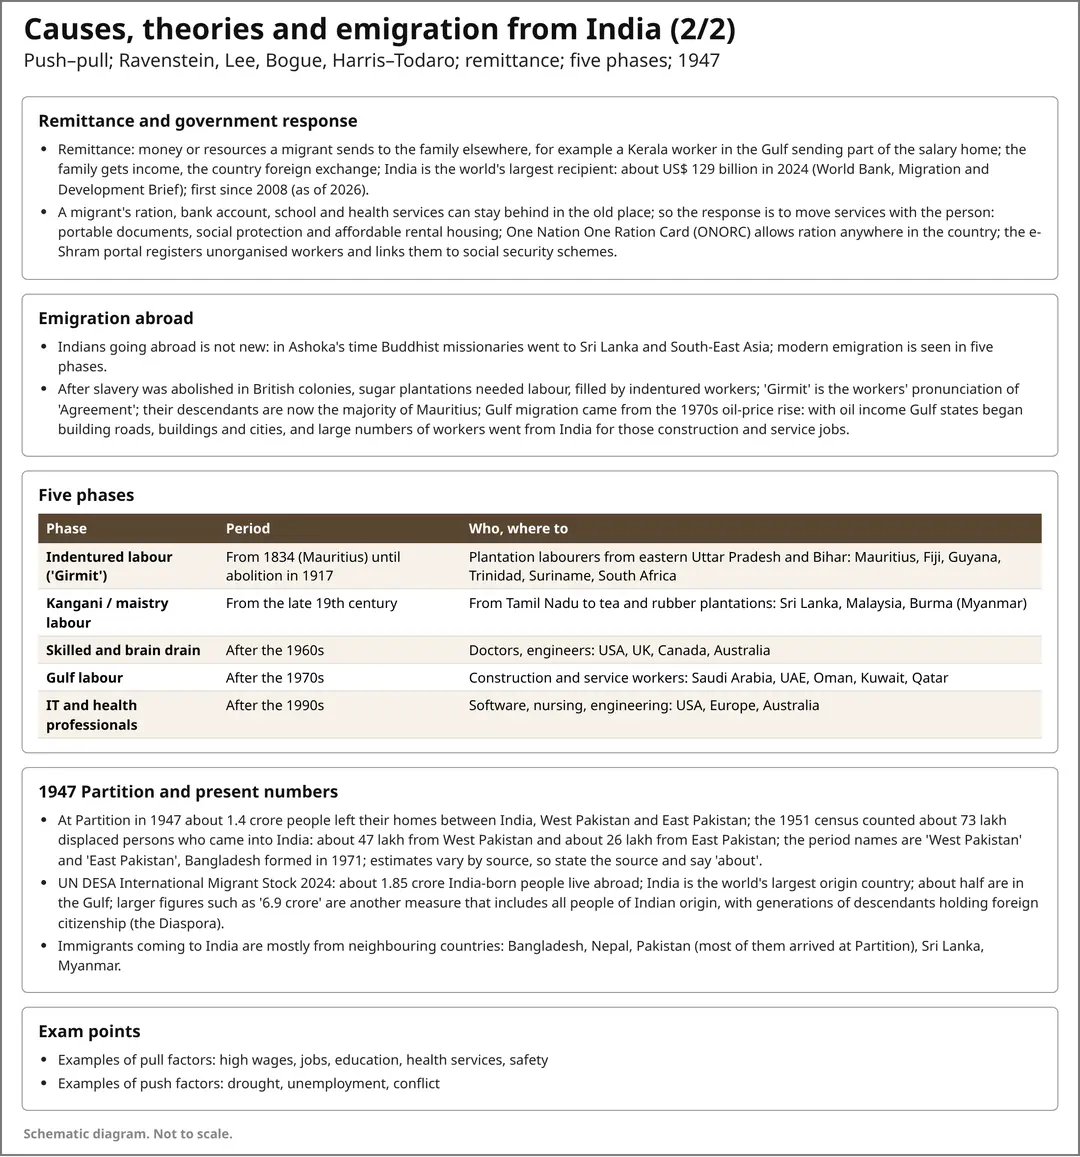 Causes, theories and emigration from India (2/2)
Push–pull; Ravenstein, Lee, Bogue, Harris–Todaro; remittance; five phases; 1947
Remittance and government response
• Remittance: money or resources a migrant sends to the family elsewhere, for example a Kerala worker in the Gulf sending part of the salary home; the
family gets income, the country foreign exchange; India is the world's largest recipient: about US$ 129 billion in 2024 (World Bank, Migration and
Development Brief); first since 2008 (as of 2026).
• A migrant's ration, bank account, school and health services can stay behind in the old place; so the response is to move services with the person:
portable documents, social protection and affordable rental housing; One Nation One Ration Card (ONORC) allows ration anywhere in the country; the e-
Shram portal registers unorganised workers and links them to social security schemes.
Emigration abroad
• Indians going abroad is not new: in Ashoka's time Buddhist missionaries went to Sri Lanka and South-East Asia; modern emigration is seen in five
phases.
• After slavery was abolished in British colonies, sugar plantations needed labour, filled by indentured workers; 'Girmit' is the workers' pronunciation of
'Agreement'; their descendants are now the majority of Mauritius; Gulf migration came from the 1970s oil-price rise: with oil income Gulf states began
building roads, buildings and cities, and large numbers of workers went from India for those construction and service jobs.
Five phases
Phase Period Who, where to
Indentured labour From 1834 (Mauritius) until Plantation labourers from eastern Uttar Pradesh and Bihar: Mauritius, Fiji, Guyana,
('Girmit') abolition in 1917 Trinidad, Suriname, South Africa
Kangani / maistry From the late 19th century From Tamil Nadu to tea and rubber plantations: Sri Lanka, Malaysia, Burma (Myanmar)
labour
Skilled and brain drain After the 1960s Doctors, engineers: USA, UK, Canada, Australia
Gulf labour After the 1970s Construction and service workers: Saudi Arabia, UAE, Oman, Kuwait, Qatar
IT and health After the 1990s Software, nursing, engineering: USA, Europe, Australia
professionals
1947 Partition and present numbers
• At Partition in 1947 about 1.4 crore people left their homes between India, West Pakistan and East Pakistan; the 1951 census counted about 73 lakh
displaced persons who came into India: about 47 lakh from West Pakistan and about 26 lakh from East Pakistan; the period names are 'West Pakistan'
and 'East Pakistan', Bangladesh formed in 1971; estimates vary by source, so state the source and say 'about'.
• UN DESA International Migrant Stock 2024: about 1.85 crore India-born people live abroad; India is the world's largest origin country; about half are in
the Gulf; larger figures such as '6.9 crore' are another measure that includes all people of Indian origin, with generations of descendants holding foreign
citizenship (the Diaspora).
• Immigrants coming to India are mostly from neighbouring countries: Bangladesh, Nepal, Pakistan (most of them arrived at Partition), Sri Lanka,
Myanmar.
Exam points
• Examples of pull factors: high wages, jobs, education, health services, safety
• Examples of push factors: drought, unemployment, conflict
Schematic diagram. Not to scale.